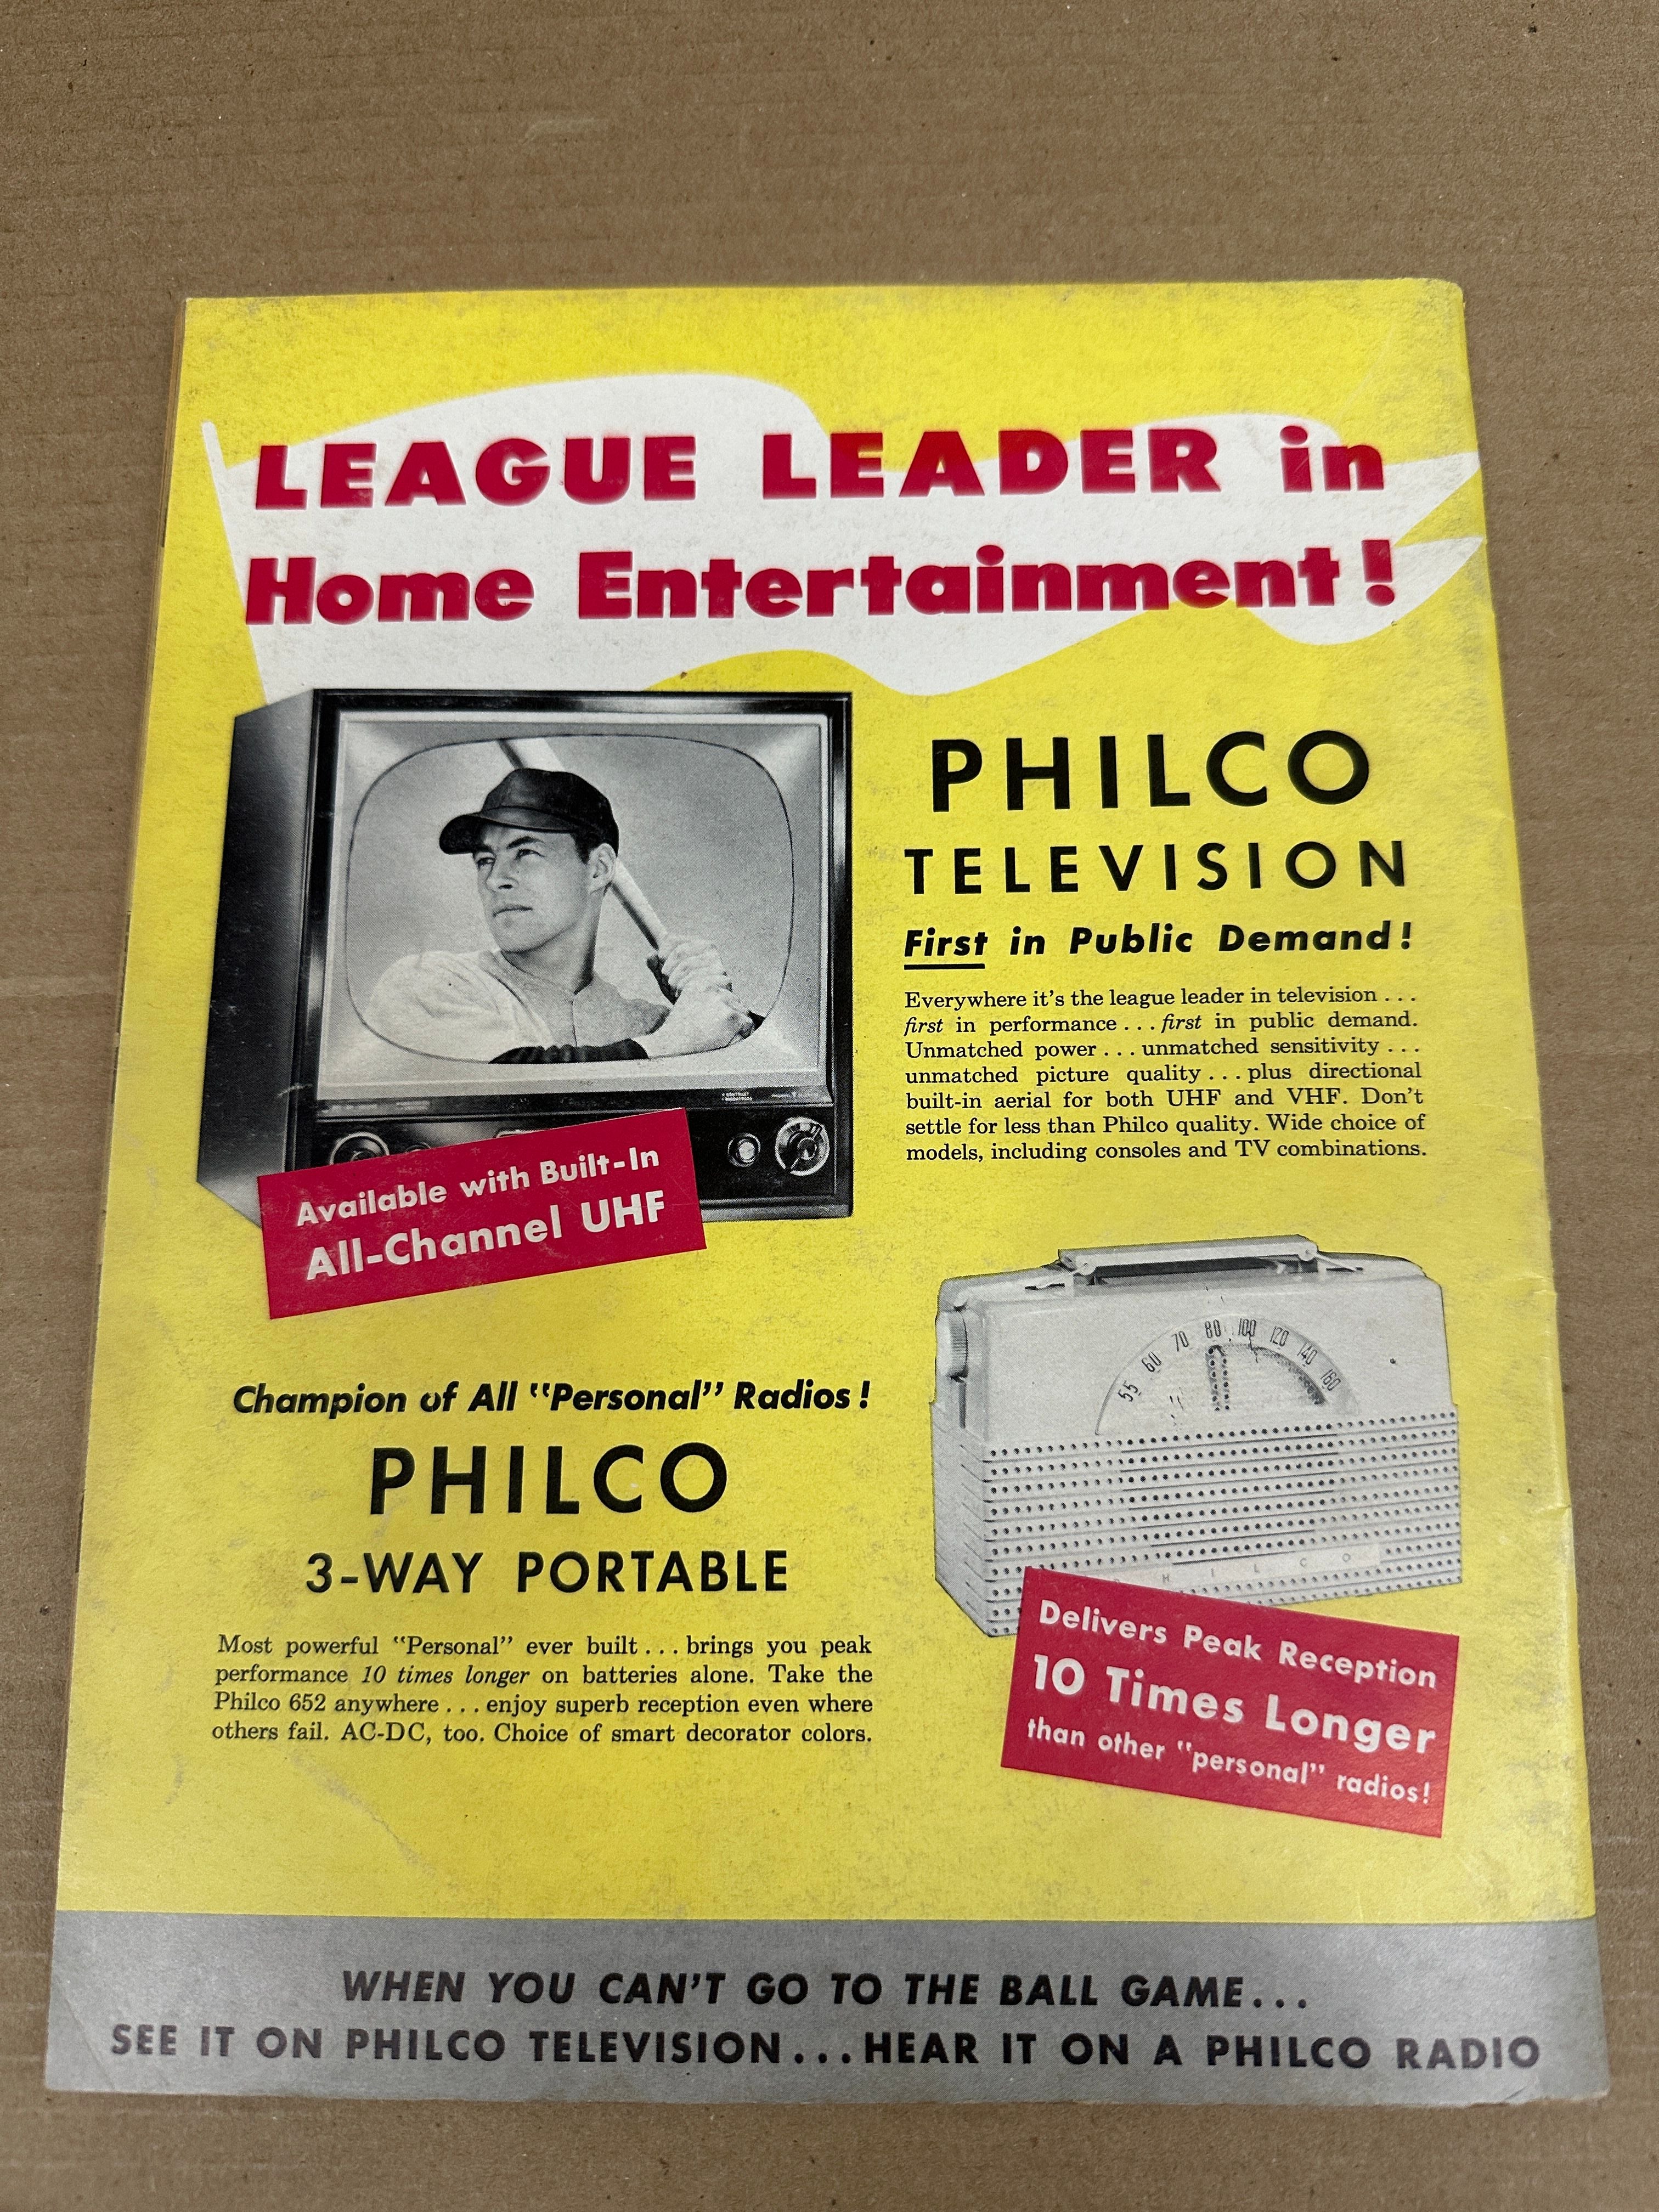 LEAGUE LEADER in
Home Entertainment!
PHILCO
TELEVISION
First in Public Demand!
Everywhere it's the league leader in television . . .
first in performance . . . first in public demand.
Unmatched power . . . unmatched sensitivity . . .
unmatched picture quality . . . plus directional
built-in aerial for both UHF and VHF. Don't
settle for less than Philco quality. Wide choice of
models, including consoles and TV combinations.
Available with Built-In
All-Channel UHF
55 60 70 80 100 120 140 160
HILCO
Champion of All "Personal" Radios!
PHILCO
3-WAY PORTABLE
Most powerful "Personal" ever built . . . brings you peak
performance 10 times longer on batteries alone. Take the
Philco 652 anywhere . . . enjoy superb reception even where
others fail. AC-DC, too. Choice of smart decorator colors.
Delivers Peak Reception
10 Times Longer
than other "personal" radios!
WHEN YOU CAN'T GO TO THE BALL GAME...
SEE IT ON PHILCO TELEVISION...HEAR IT ON A PHILCO RADIO